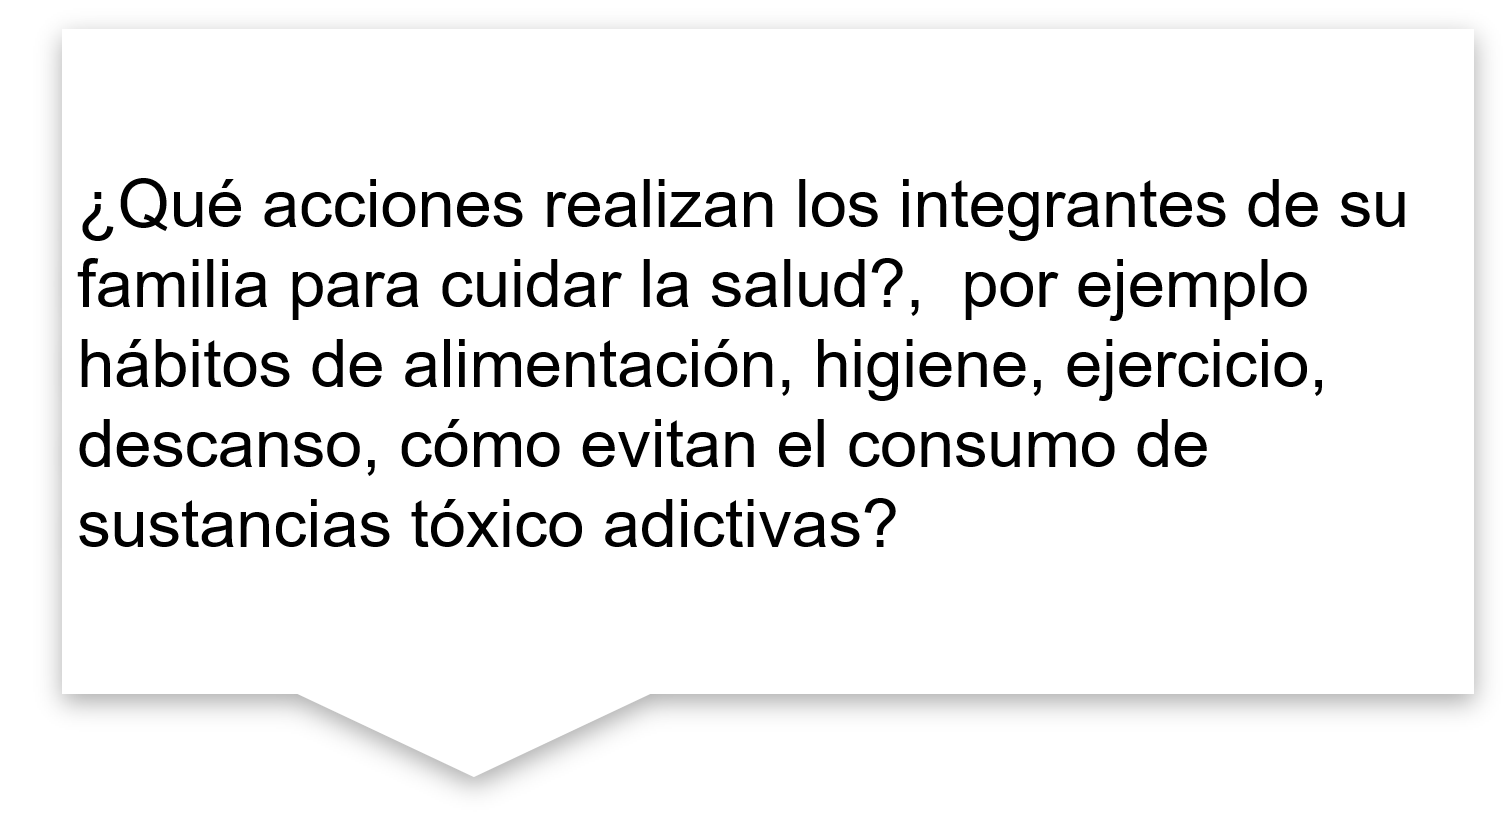 ¿Qué acciones realizan los integrantes de su
familia para cuidar la salud?,  por ejemplo
hábitos de alimentación, higiene, ejercicio,
descanso, cómo evitan el consumo de
sustancias tóxico adictivas?